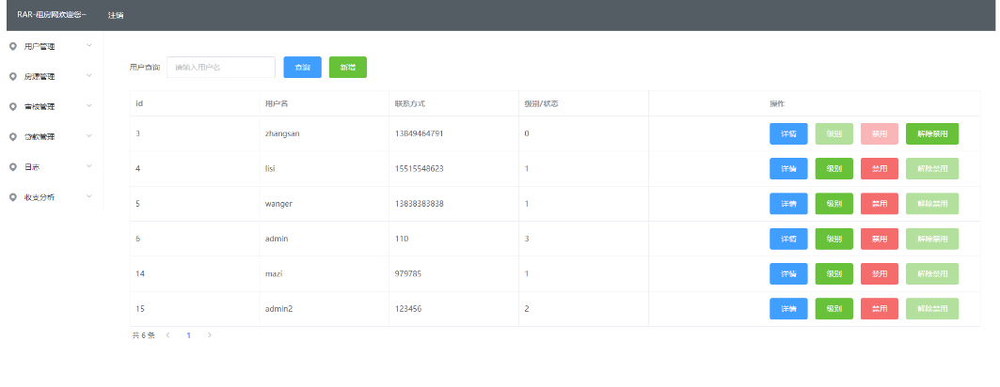 RAR-租房网欢迎您~ 注销
用户管理
房源管理
审核管理
贷款管理
日志
收支分析
用户查询 请输入用户名 查询 新增
id 用户名 联系方式 级别/状态 操作
3 zhangsan 13849464791 0 详情 级别 禁用 解除禁用
4 lisi 15515548623 1 详情 级别 禁用 解除禁用
5 wanger 13838383838 1 详情 级别 禁用 解除禁用
6 admin 110 3 详情 级别 禁用 解除禁用
14 mazi 979785 1 详情 级别 禁用 解除禁用
15 admin2 123456 2 详情 级别 禁用 解除禁用
共 6 条 1